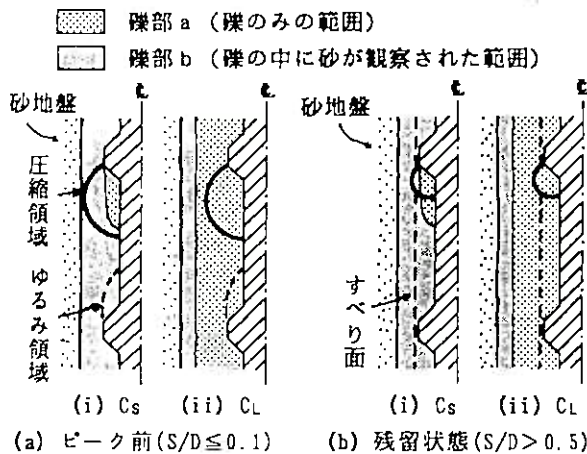 礫部a (礫のみの範囲)
礫部b (礫の中に砂が観察された範囲)
℄ ℄ ℄ ℄
砂地盤 砂地盤
圧縮領域
ゆるみ領域
すべり面
(i) CS (ii) CL (i) CS (ii) CL
(a) ピーク前(S/D≦0.1) (b) 残留状態(S/D>0.5)